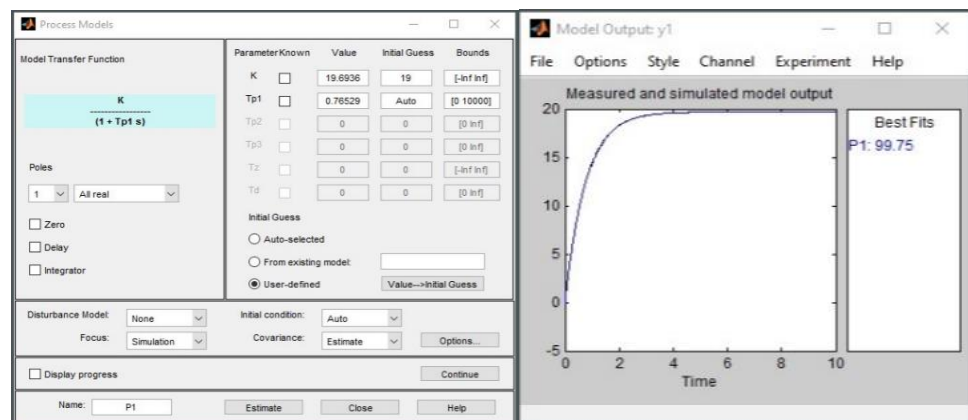 Process Models
Model Transfer Function
K
(1 + Tp1 s)
Poles
1 All real
Zero
Delay
Integrator
Parameter Known Value Initial Guess Bounds
K 19.6936 19 [-Inf Inf]
Tp1 0.76529 Auto [0 10000]
Tp2 0 0 [0 Inf]
Tp3 0 0 [0 Inf]
Tz 0 0 [-Inf Inf]
Td 0 0 [0 Inf]
Initial Guess
Auto-selected
From existing model:
User-defined Value-->Initial Guess
Disturbance Model: None Initial condition: Auto
Focus: Simulation Covariance: Estimate Options...
Display progress Continue
Name: P1 Estimate Close Help
Model Output: y1
File Options Style Channel Experiment Help
Measured and simulated model output
20
15
10
5
0
-5
0 2 4 6 8 10
Time
Best Fits
P1: 99.75